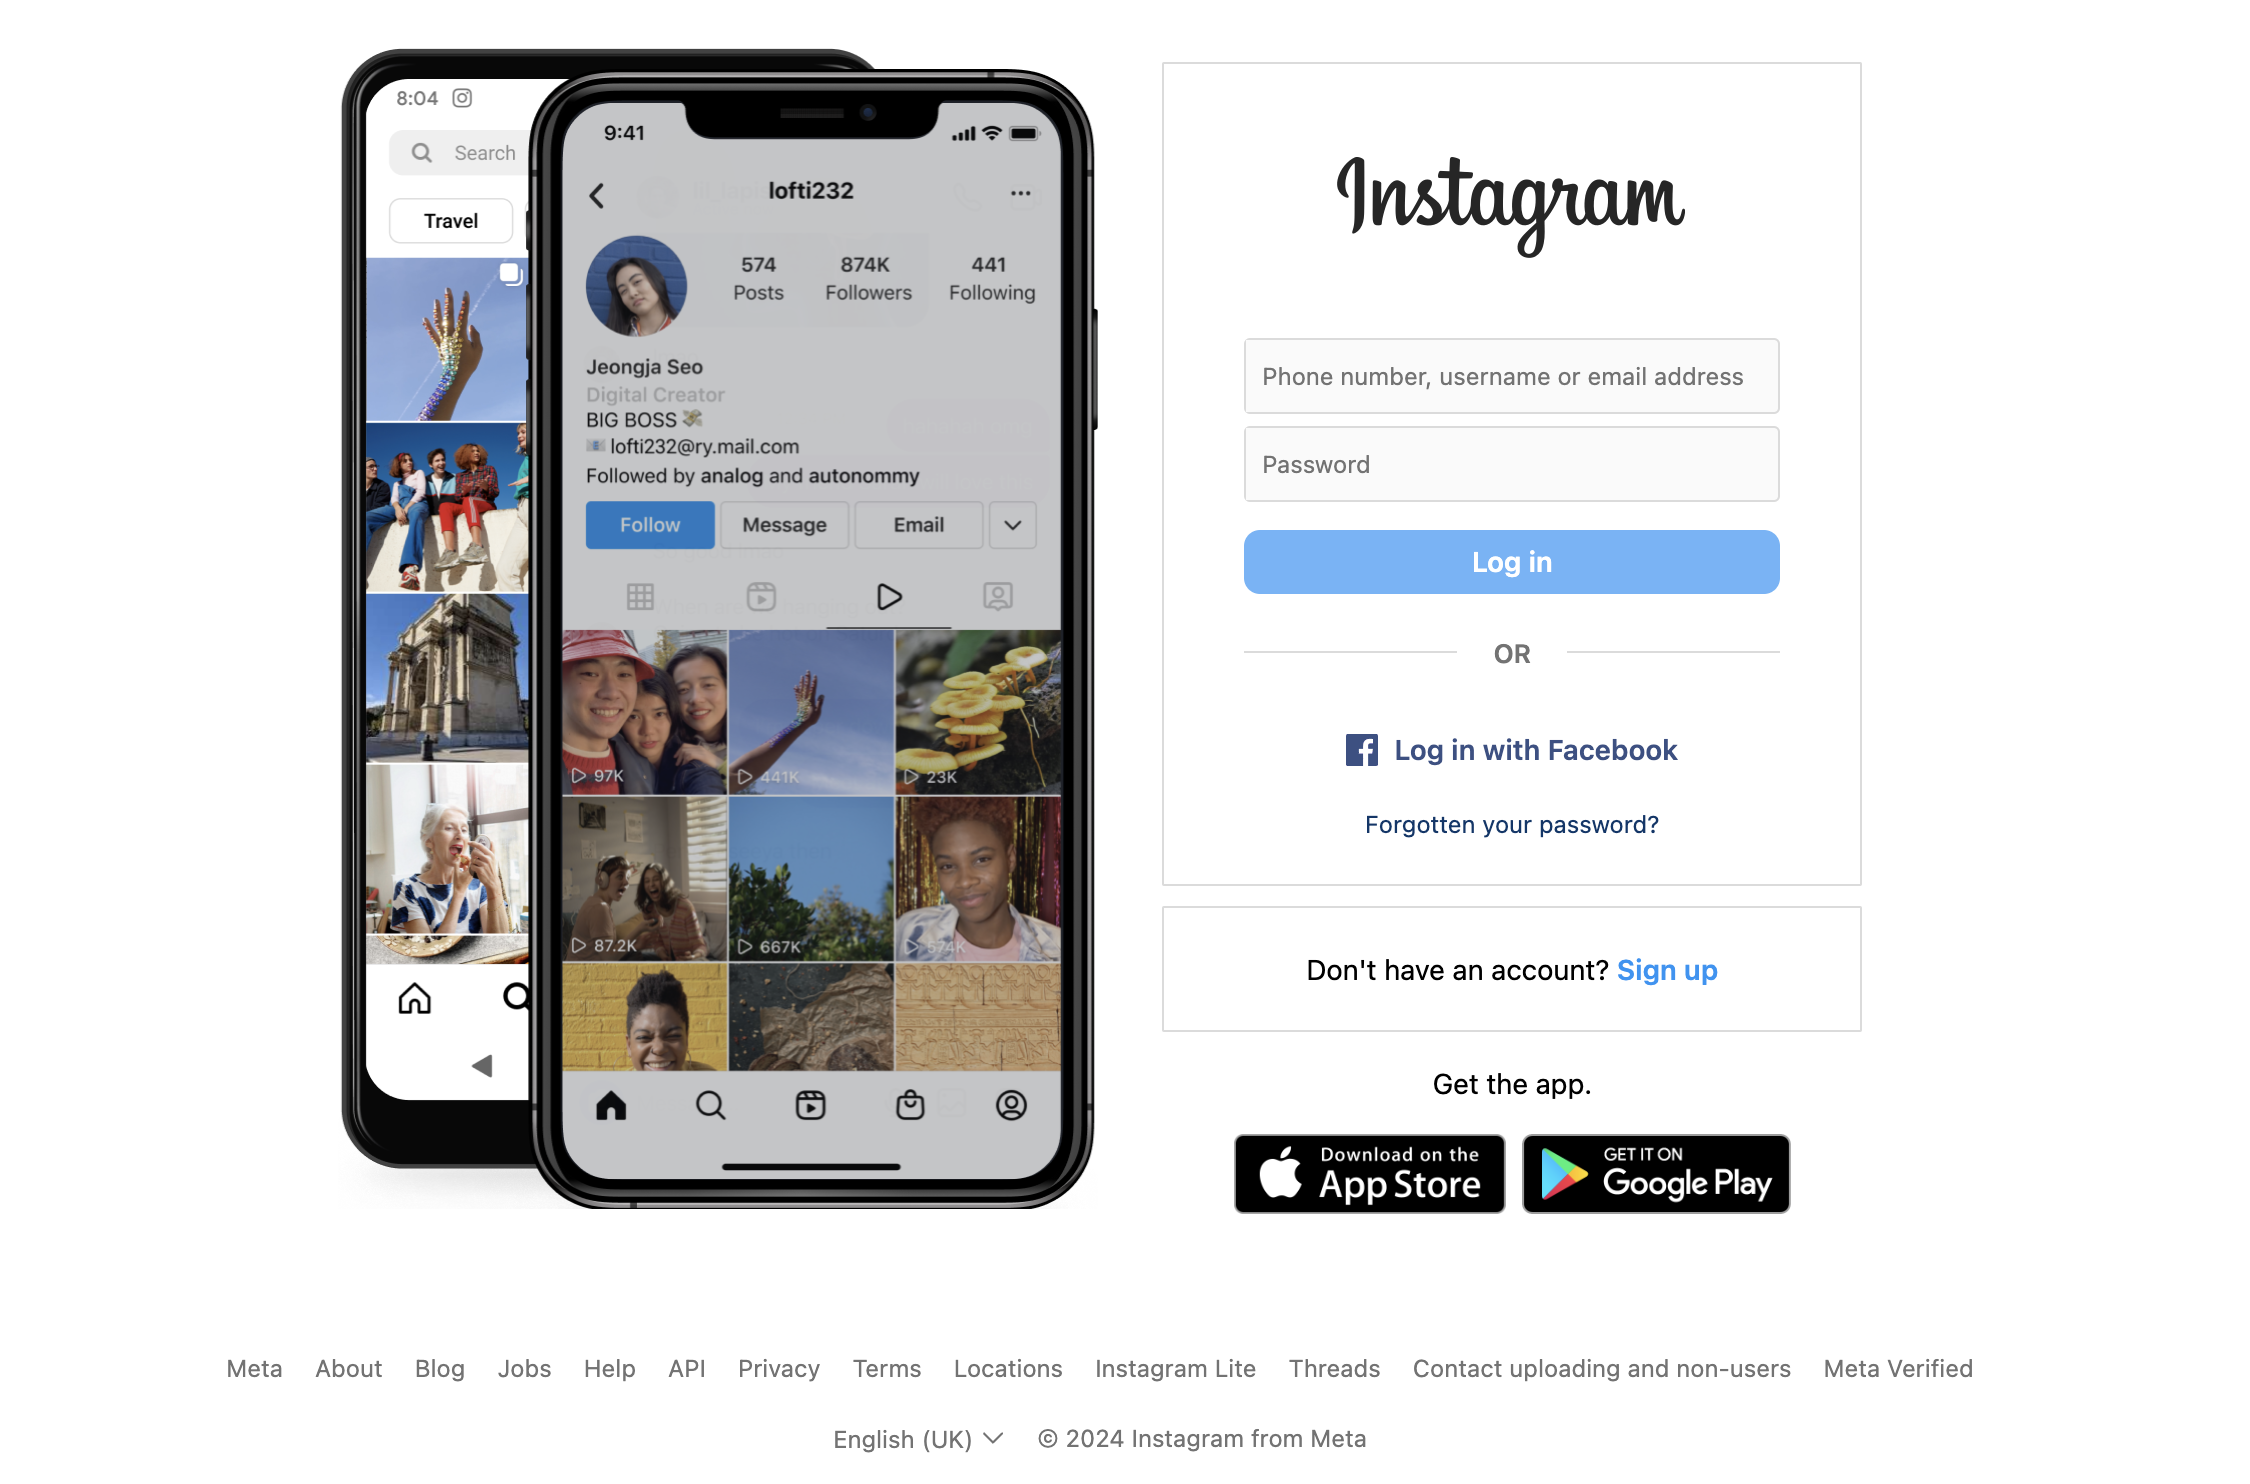 8:04
Search
Travel
9:41
lofti232
574
Posts
874K
Followers
441
Following
Jeongja Seo
Digital Creator
BIG BOSS 💸
📧 lofti232@ry.mail.com
Followed by analog and autonommy
Follow
Message
Email
97K
441K
23K
87.2K
667K
574K
Instagram
Phone number, username or email address
Password
Log in
OR
Log in with Facebook
Forgotten your password?
Don't have an account? Sign up
Get the app.
Download on the
App Store
GET IT ON
Google Play
Meta About Blog Jobs Help API Privacy Terms Locations Instagram Lite Threads Contact uploading and non-users Meta Verified
English (UK) © 2024 Instagram from Meta